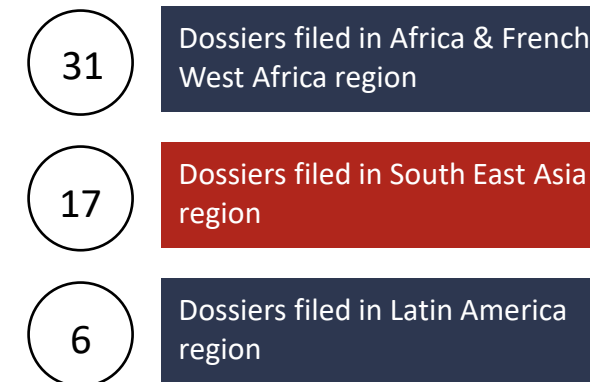 31
Dossiers filed in Africa & French
West Africa region
17
Dossiers filed in South East Asia
region
6
Dossiers filed in Latin America
region